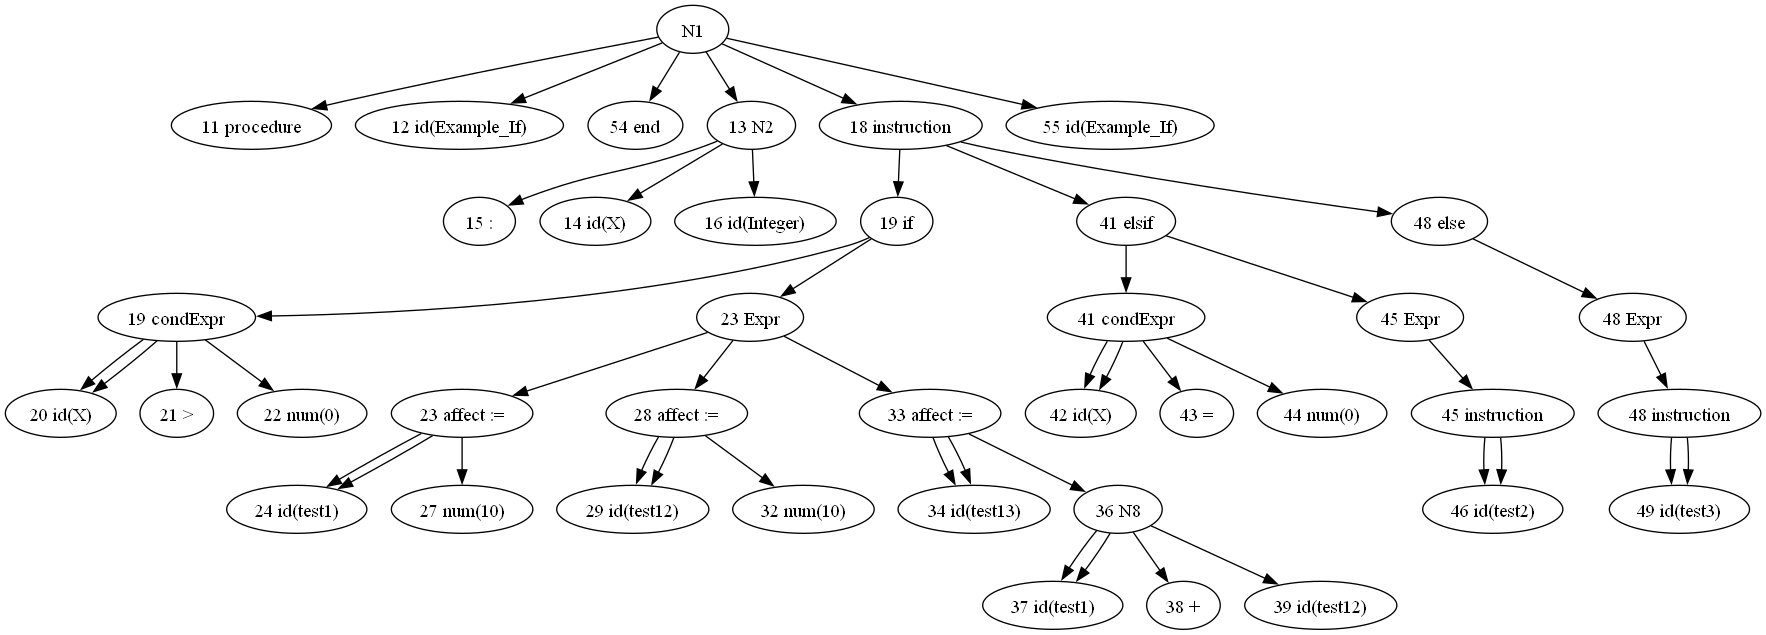 N1
11 procedure
12 id(Example_If)
54 end
13 N2
18 instruction
55 id(Example_If)
15 :
14 id(X)
16 id(Integer)
19 if
41 elsif
48 else
19 condExpr
23 Expr
41 condExpr
45 Expr
48 Expr
20 id(X)
21 >
22 num(0)
23 affect :=
28 affect :=
33 affect :=
42 id(X)
43 =
44 num(0)
45 instruction
48 instruction
24 id(test1)
27 num(10)
29 id(test12)
32 num(10)
34 id(test13)
36 N8
46 id(test2)
49 id(test3)
37 id(test1)
38 +
39 id(test12)